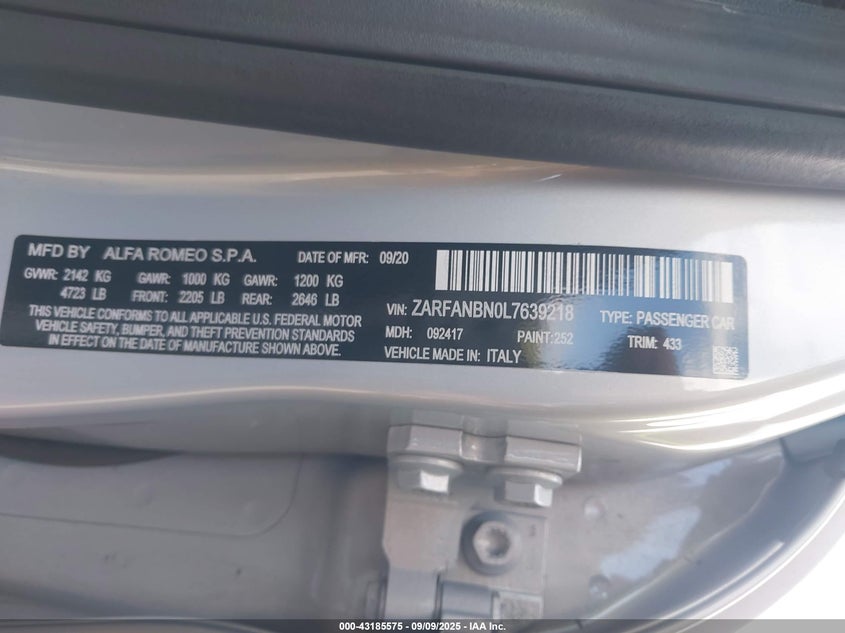 MFD BY ALFA ROMEO S.P.A. DATE OF MFR: 09/20
GVWR: 2142 KG GAWR: 1000 KG GAWR: 1200 KG
4723 LB FRONT: 2205 LB REAR: 2646 LB
THIS VEHICLE CONFORMS TO ALL APPLICABLE U.S. FEDERAL MOTOR
VEHICLE SAFETY, BUMPER, AND THEFT PREVENTION STANDARDS
IN EFFECT ON THE DATE OF MANUFACTURE SHOWN ABOVE.
VIN: ZARFANBN0L7639218 TYPE: PASSENGER CAR
MDH: 092417 PAINT:252 TRIM: 433
VEHICLE MADE IN: ITALY
000-43185575 - 09/09/2025 - IAA Inc.